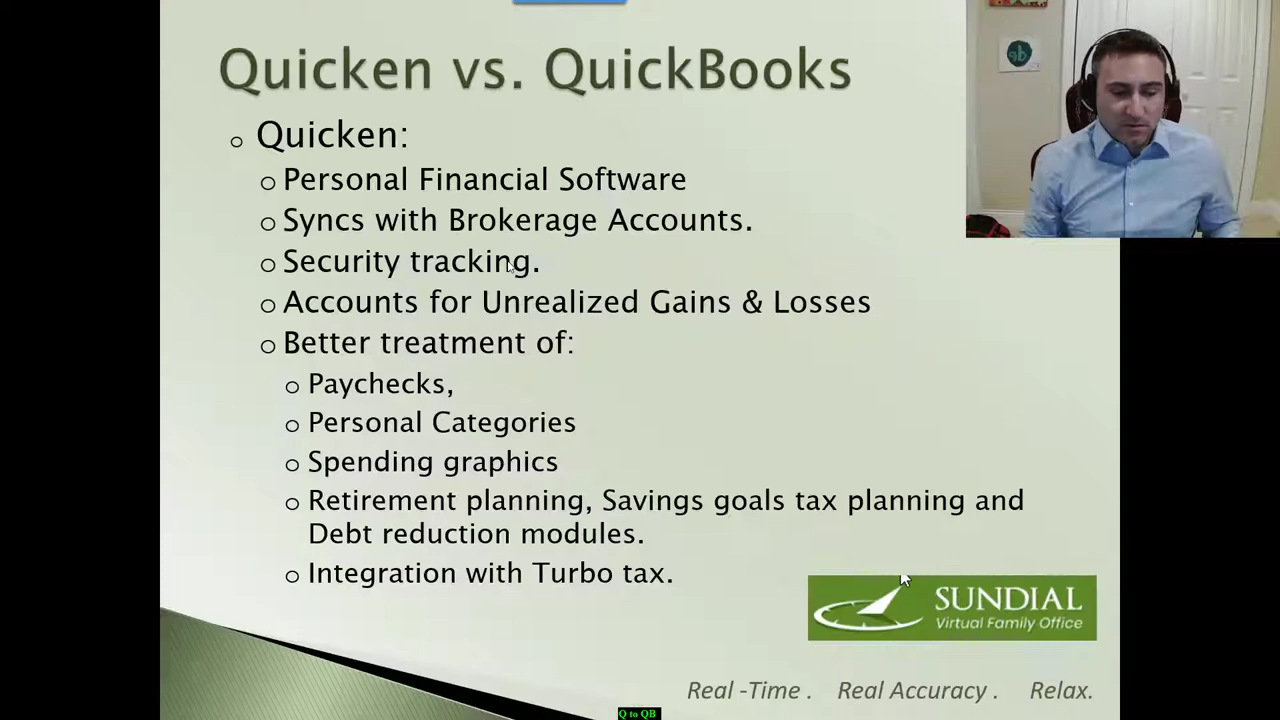 Quicken vs. QuickBooks
Quicken:
Personal Financial Software
Syncs with Brokerage Accounts.
Security tracking.
Accounts for Unrealized Gains & Losses
Better treatment of:
Paychecks,
Personal Categories
Spending graphics
Retirement planning, Savings goals tax planning and
Debt reduction modules.
Integration with Turbo tax.
SUNDIAL
Virtual Family Office
Real -Time . Real Accuracy . Relax.
Q to QB
qb